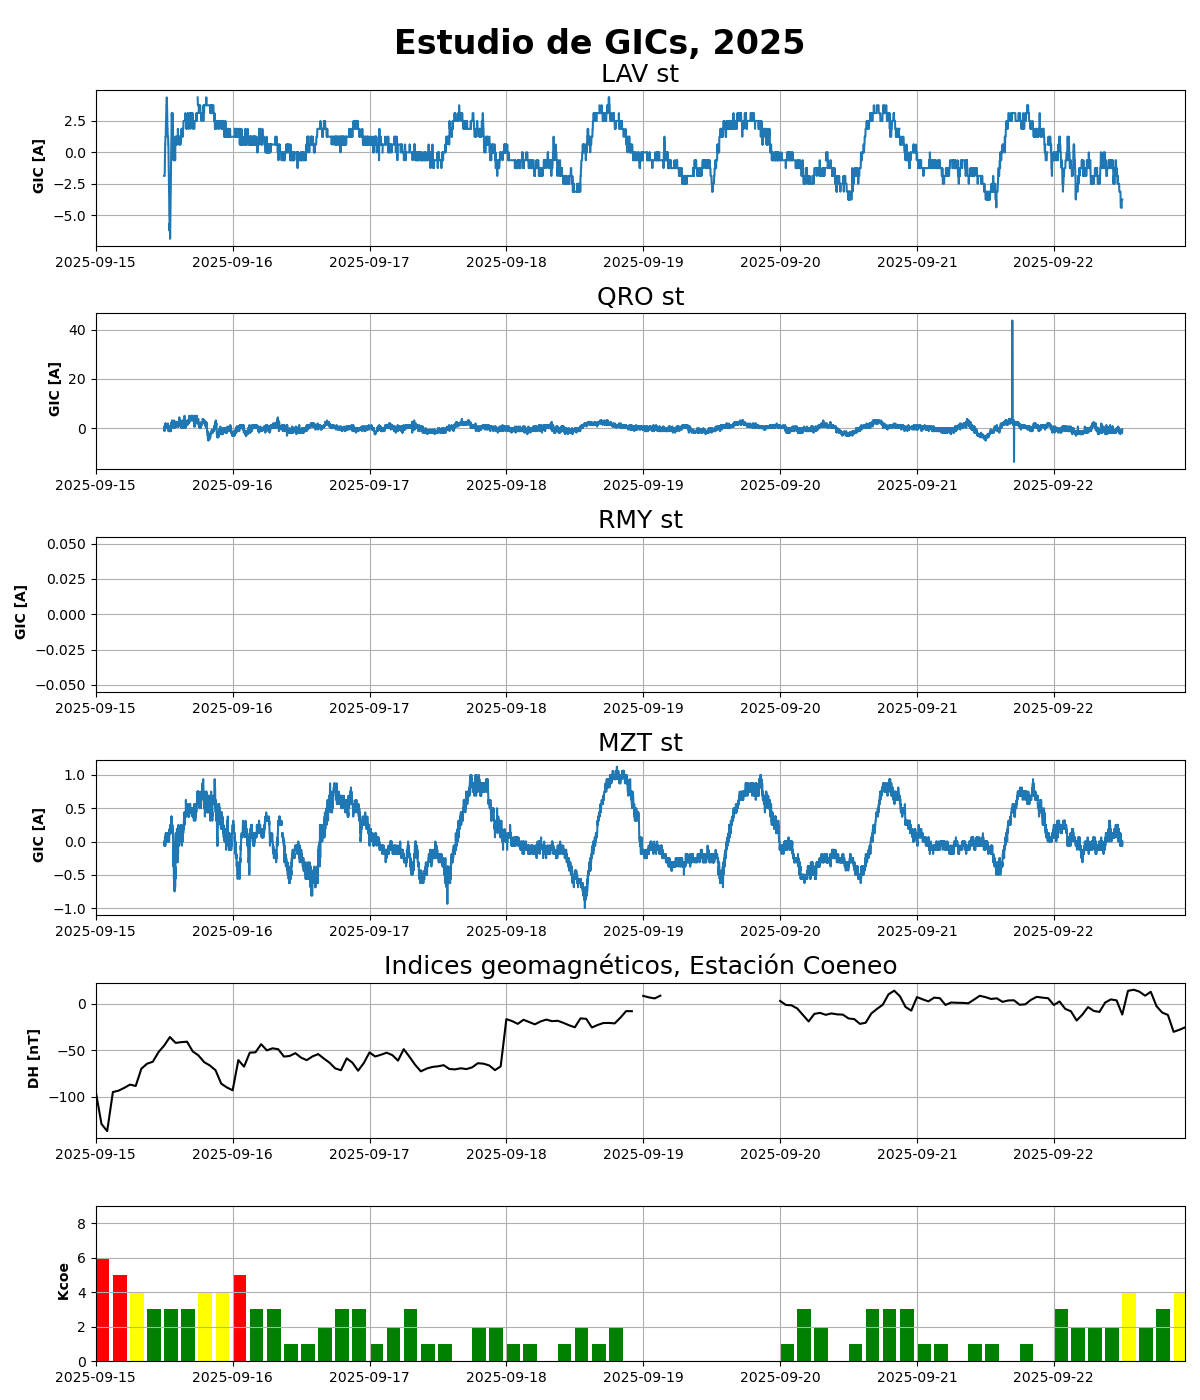 Estudio de GICs, 2025
LAV st
GIC [A]
2.5
0.0
−2.5
−5.0
2025-09-15 2025-09-16 2025-09-17 2025-09-18 2025-09-19 2025-09-20 2025-09-21 2025-09-22
QRO st
GIC [A]
40
20
0
2025-09-15 2025-09-16 2025-09-17 2025-09-18 2025-09-19 2025-09-20 2025-09-21 2025-09-22
RMY st
GIC [A]
0.050
0.025
0.000
−0.025
−0.050
2025-09-15 2025-09-16 2025-09-17 2025-09-18 2025-09-19 2025-09-20 2025-09-21 2025-09-22
MZT st
GIC [A]
1.0
0.5
0.0
−0.5
−1.0
2025-09-15 2025-09-16 2025-09-17 2025-09-18 2025-09-19 2025-09-20 2025-09-21 2025-09-22
Indices geomagnéticos, Estación Coeneo
DH [nT]
0
−50
−100
2025-09-15 2025-09-16 2025-09-17 2025-09-18 2025-09-19 2025-09-20 2025-09-21 2025-09-22
Kcoe
8
6
4
2
0
2025-09-15 2025-09-16 2025-09-17 2025-09-18 2025-09-19 2025-09-20 2025-09-21 2025-09-22